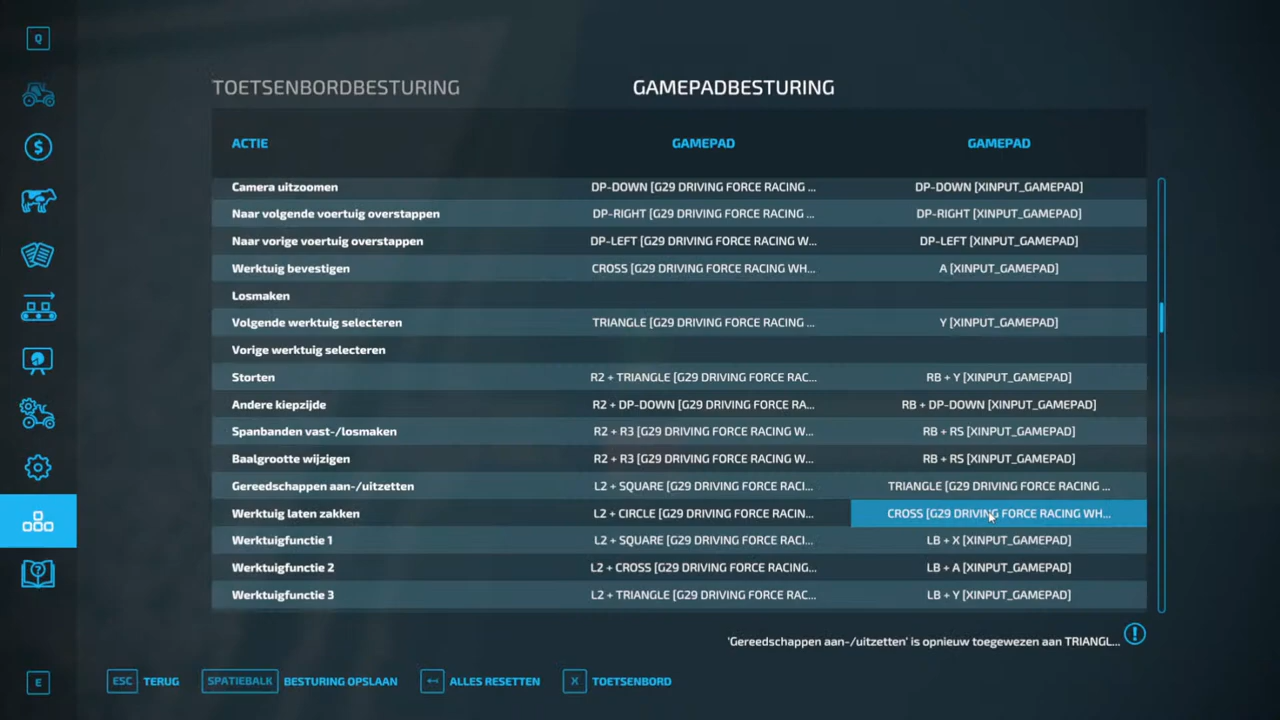 Q
TOETSENBORDBESTURING GAMEPADBESTURING
ACTIE GAMEPAD GAMEPAD
Camera uitzoomen DP-DOWN [G29 DRIVING FORCE RACING ... DP-DOWN [XINPUT_GAMEPAD]
Naar volgende voertuig overstappen DP-RIGHT [G29 DRIVING FORCE RACING ... DP-RIGHT [XINPUT_GAMEPAD]
Naar vorige voertuig overstappen DP-LEFT [G29 DRIVING FORCE RACING W... DP-LEFT [XINPUT_GAMEPAD]
Werktuig bevestigen CROSS [G29 DRIVING FORCE RACING WH... A [XINPUT_GAMEPAD]
Losmaken
Volgende werktuig selecteren TRIANGLE [G29 DRIVING FORCE RACING ... Y [XINPUT_GAMEPAD]
Vorige werktuig selecteren
Storten R2 + TRIANGLE [G29 DRIVING FORCE RAC... RB + Y [XINPUT_GAMEPAD]
Andere kiepzijde R2 + DP-DOWN [G29 DRIVING FORCE RA... RB + DP-DOWN [XINPUT_GAMEPAD]
Spanbanden vast-/losmaken R2 + R3 [G29 DRIVING FORCE RACING W... RB + RS [XINPUT_GAMEPAD]
Baalgrootte wijzigen R2 + R3 [G29 DRIVING FORCE RACING W... RB + RS [XINPUT_GAMEPAD]
Gereedschappen aan-/uitzetten L2 + SQUARE [G29 DRIVING FORCE RACI... TRIANGLE [G29 DRIVING FORCE RACING ...
Werktuig laten zakken L2 + CIRCLE [G29 DRIVING FORCE RACIN... CROSS [G29 DRIVING FORCE RACING WH...
Werktuigfunctie 1 L2 + SQUARE [G29 DRIVING FORCE RACI... LB + X [XINPUT_GAMEPAD]
Werktuigfunctie 2 L2 + CROSS [G29 DRIVING FORCE RACING... LB + A [XINPUT_GAMEPAD]
Werktuigfunctie 3 L2 + TRIANGLE [G29 DRIVING FORCE RAC... LB + Y [XINPUT_GAMEPAD]
'Gereedschappen aan-/uitzetten' is opnieuw toegewezen aan TRIANGL...
E ESC TERUG SPATIEBALK BESTURING OPSLAAN ALLES RESETTEN X TOETSENBORD